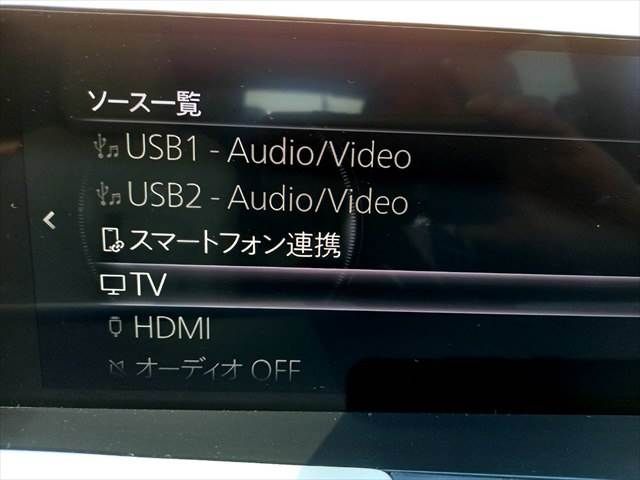 ソース一覧
USB1 - Audio/Video
USB2 - Audio/Video
スマートフォン連携
TV
HDMI
オーディオ OFF